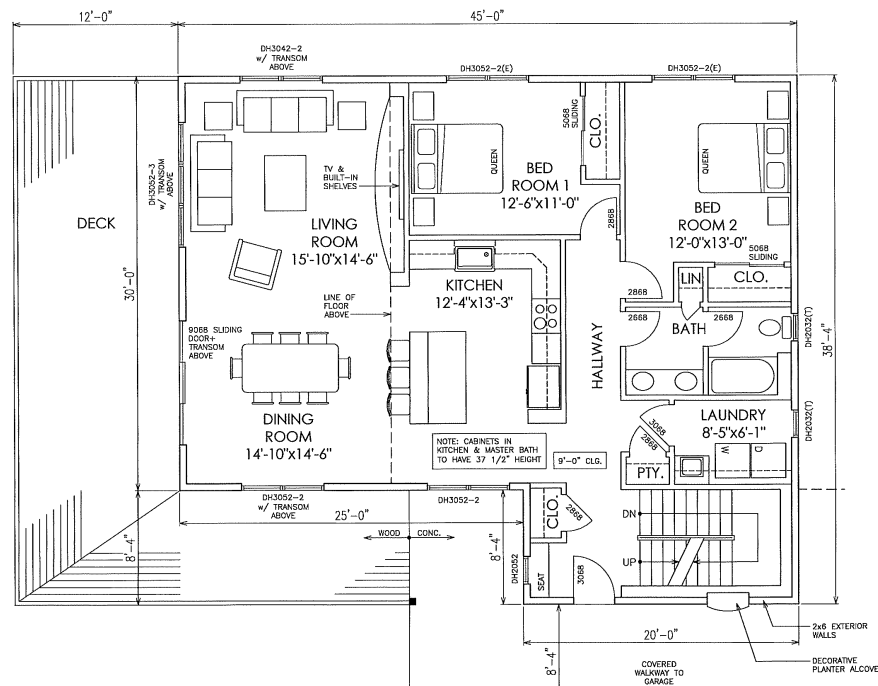 12'-0"
45'-0"
DH3042-2
w/ TRANSOM
ABOVE
DH3052-2(E)
DH3052-2(E)
DH3052-3
w/ TRANSOM
ABOVE
5068
SLIDING
CLO.
QUEEN
QUEEN
TV &
BUILT-IN
SHELVES
BED
ROOM 1
12'-6"x11'-0"
2868
DECK
LIVING
ROOM
15'-10"x14'-6"
BED
ROOM 2
12'-0"x13'-0"
5068
SLIDING
30'-0"
KITCHEN
12'-4"x13'-3"
LIN
CLO.
2868
LINE OF
FLOOR
ABOVE
9068 SLIDING
DOOR+
TRANSOM
ABOVE
HALLWAY
2668
BATH
2668
DH2032(T)
38'-4"
DINING
ROOM
14'-10"x14'-6"
LAUNDRY
8'-5"x6'-1"
DH2032(T)
3068
2868
W
D
NOTE: CABINETS IN
KITCHEN & MASTER BATH
TO HAVE 37 1/2" HEIGHT
9'-0" CLG.
PTY.
DH3052-2
w/ TRANSOM
ABOVE
DH3052-2
25'-0"
CLO.
2868
DN
WOOD
CONC.
8'-4"
8'-4"
DH2052
SEAT
3068
UP
20'-0"
2x6 EXTERIOR
WALLS
8'-4"
COVERED
WALKWAY TO
GARAGE
DECORATIVE
PLANTER ALCOVE